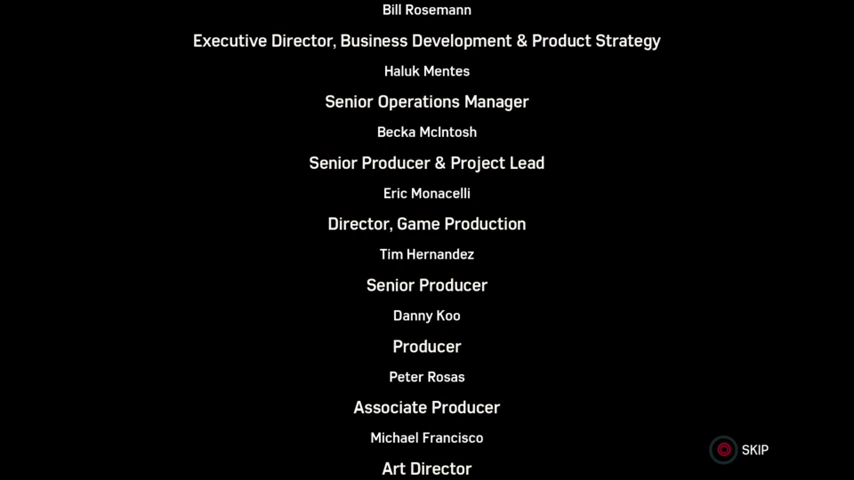 Bill Rosemann
Executive Director, Business Development & Product Strategy
Haluk Mentes
Senior Operations Manager
Becka McIntosh
Senior Producer & Project Lead
Eric Monacelli
Director, Game Production
Tim Hernandez
Senior Producer
Danny Koo
Producer
Peter Rosas
Associate Producer
Michael Francisco
SKIP
Art Director